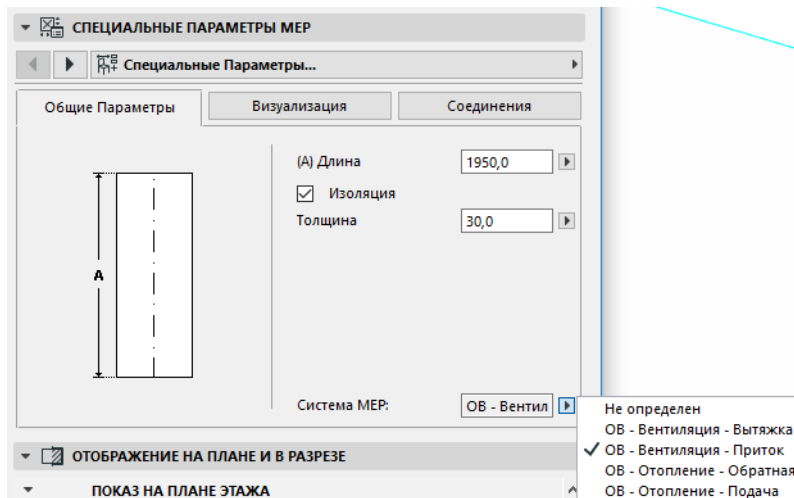 СПЕЦИАЛЬНЫЕ ПАРАМЕТРЫ МЕР
Специальные Параметры...
Общие Параметры
Визуализация
Соединения
(A) Длина
1950,0
Изоляция
Толщина
30,0
A
Система МЕР:
ОВ - Вентил
Не определен
ОВ - Вентиляция - Вытяжка
ОВ - Вентиляция - Приток
ОВ - Отопление - Обратная
ОВ - Отопление - Подача
ОТОБРАЖЕНИЕ НА ПЛАНЕ И В РАЗРЕЗЕ
ПОКАЗ НА ПЛАНЕ ЭТАЖА